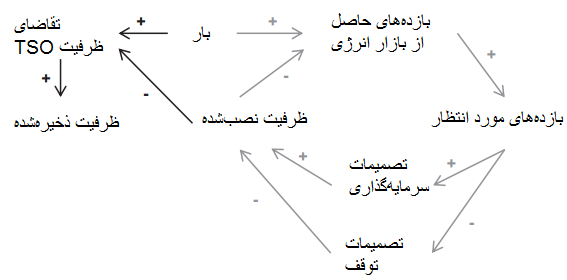 تقاضای
ظرفیت TSO
+
بار
+
بازده‌های حاصل
از بازار انرژی
+
+
-
-
ظرفیت ذخیره‌شده
ظرفیت نصب‌شده
بازده‌های مورد انتظار
+
تصمیمات
سرمایه‌گذاری
+
-
-
تصمیمات
توقف